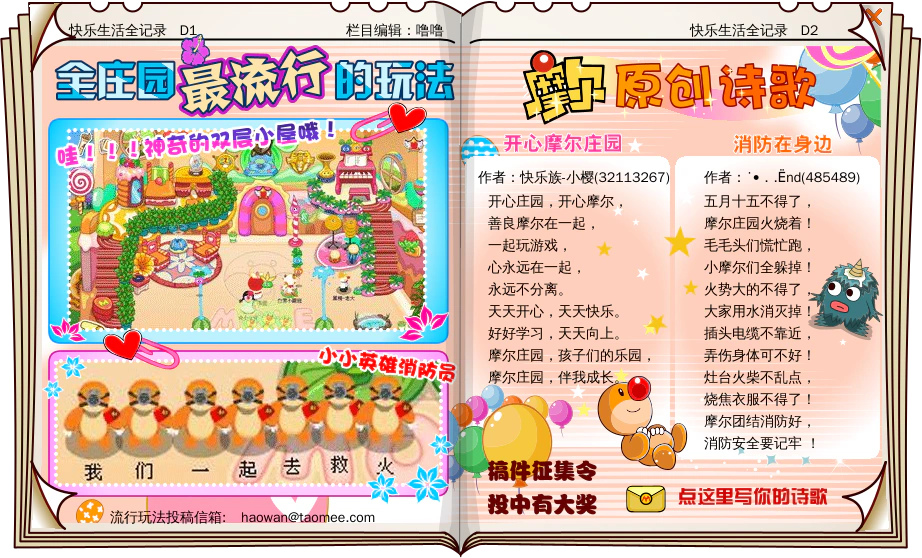 快乐生活全记录 D1
栏目编辑：噜噜
全庄园最流行的玩法
哇！！！神奇的双层小屋哦！
小小英雄消防员
我们一起去救火
流行玩法投稿信箱: haowan@taomee.com
快乐生活全记录 D2
摩尔原创诗歌
开心摩尔庄园
作者：快乐族-小樱(32113267)
开心庄园，开心摩尔，
善良摩尔在一起，
一起玩游戏，
心永远在一起，
永远不分离。
天天开心，天天快乐。
好好学习，天天向上。
摩尔庄园，孩子们的乐园，
摩尔庄园，伴我成长。
消防在身边
作者：˙•．.Ёnd(485489)
五月十五不得了，
摩尔庄园火烧着！
毛毛头们慌忙跑，
小摩尔们全躲掉！
火势大的不得了，
大家用水消灭掉！
插头电缆不靠近，
弄伤身体可不好！
灶台火柴不乱点，
烧焦衣服不得了！
摩尔团结消防好，
消防安全要记牢 ！
稿件征集令
投中有大奖
点这里写你的诗歌